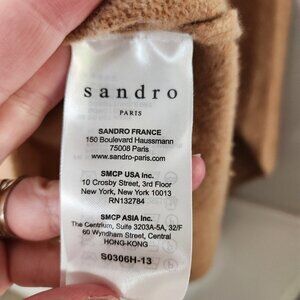 sandro
PARIS
SANDRO FRANCE
150 Boulevard Haussmann
75008 Paris
www.sandro-paris.com
SMCP USA Inc.
10 Crosby Street, 3rd Floor
New York, New York 10013
RN132784
SMCP ASIA Inc.
The Centrium, Suite 3203A-5A, 32/F
60 Wyndham Street, Central
HONG-KONG
S0306H-13